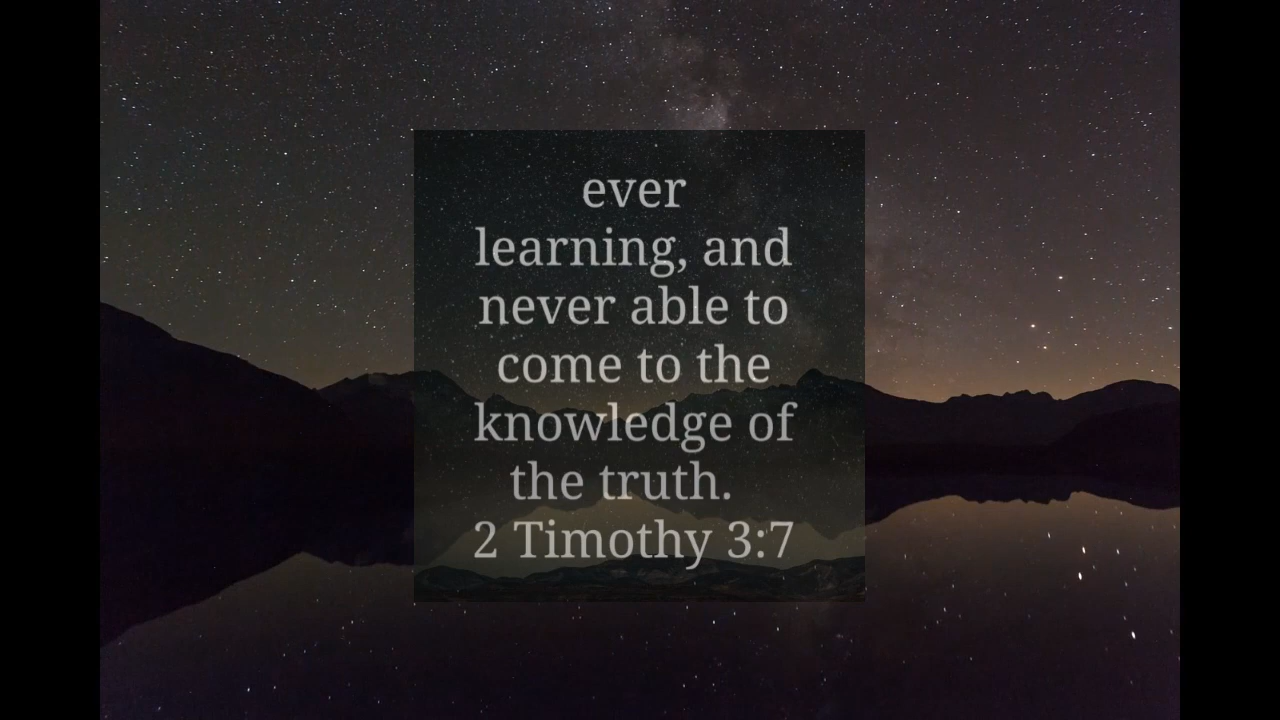 ever
learning, and
never able to
come to the
knowledge of
the truth.
2 Timothy 3:7